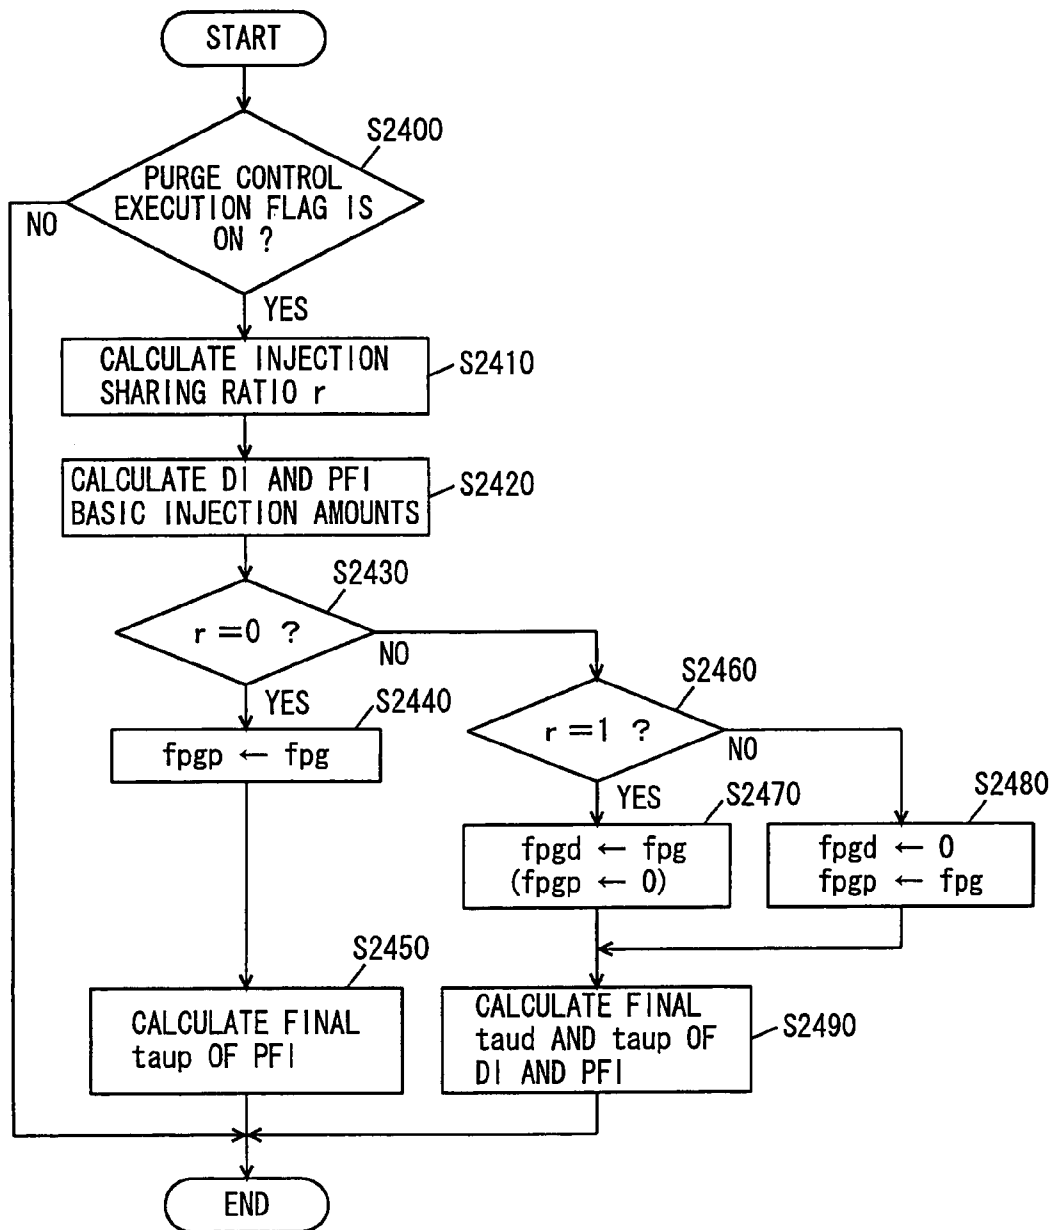 START
S2400
PURGE CONTROL
EXECUTION FLAG IS
ON ?
NO
YES
CALCULATE INJECTION
SHARING RATIO r
S2410
CALCULATE DI AND PFI
BASIC INJECTION AMOUNTS
S2420
S2430
r=0 ?
NO
YES
S2440
fpgp ← fpg
S2460
r=1 ?
NO
YES
S2470
fpgd ← fpg
(fpgp ← 0)
S2480
fpgd ← 0
fpgp ← fpg
S2450
CALCULATE FINAL
taup OF PFI
CALCULATE FINAL
taud AND taup OF
DI AND PFI
S2490
END